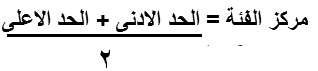 مركز الفئة = الحد الادنى + الحد الاعلى
٢